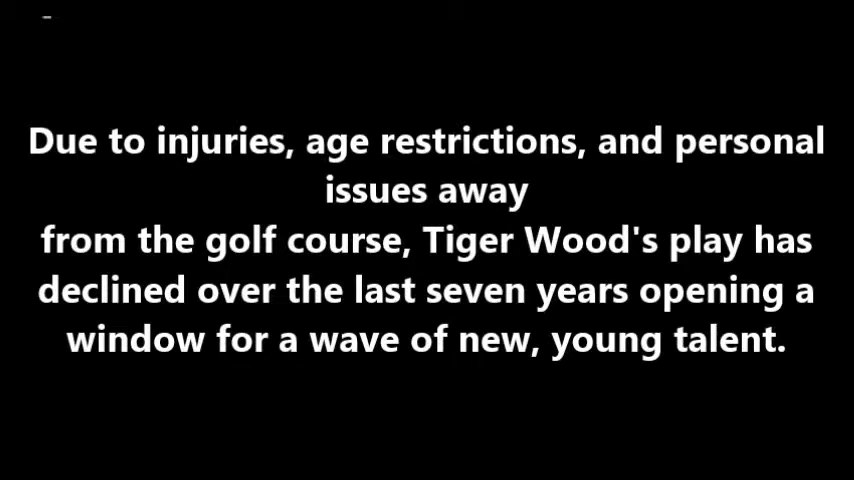 Due to injuries, age restrictions, and personal
issues away
from the golf course, Tiger Wood's play has
declined over the last seven years opening a
window for a wave of new, young talent.